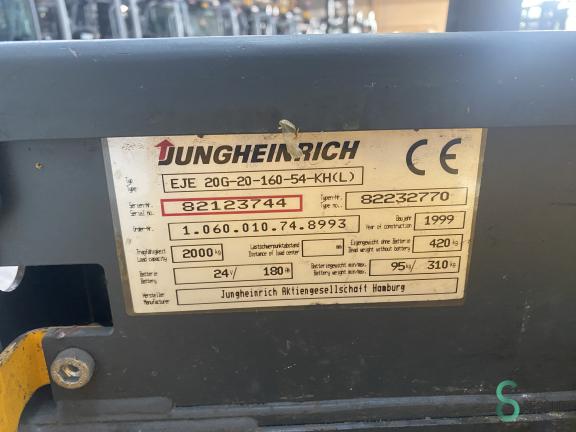 JUNGHEINRICH CE
Typ
Type EJE 20G-20-160-54-KH(L)
Serien-Nr.
Serial no. 82123744 Typen-Nr.
Type no. 82232770
Order-Nr. 1.060.010.74.8993 Baujahr
Year of construction 1999
Tragfähigkeit
Load capacity 2000 kg Lastschwerpunktabstand
Distance of load center mm Eigengewicht ohne Batterie
Dead weight without battery 420 kg
Batterie
Battery 24 V/ 180 Ah Batteriegewicht min/max.
Battery weight min/max. 95 kg/ 310 kg
Hersteller
Manufacturer Jungheinrich Aktiengesellschaft Hamburg
S